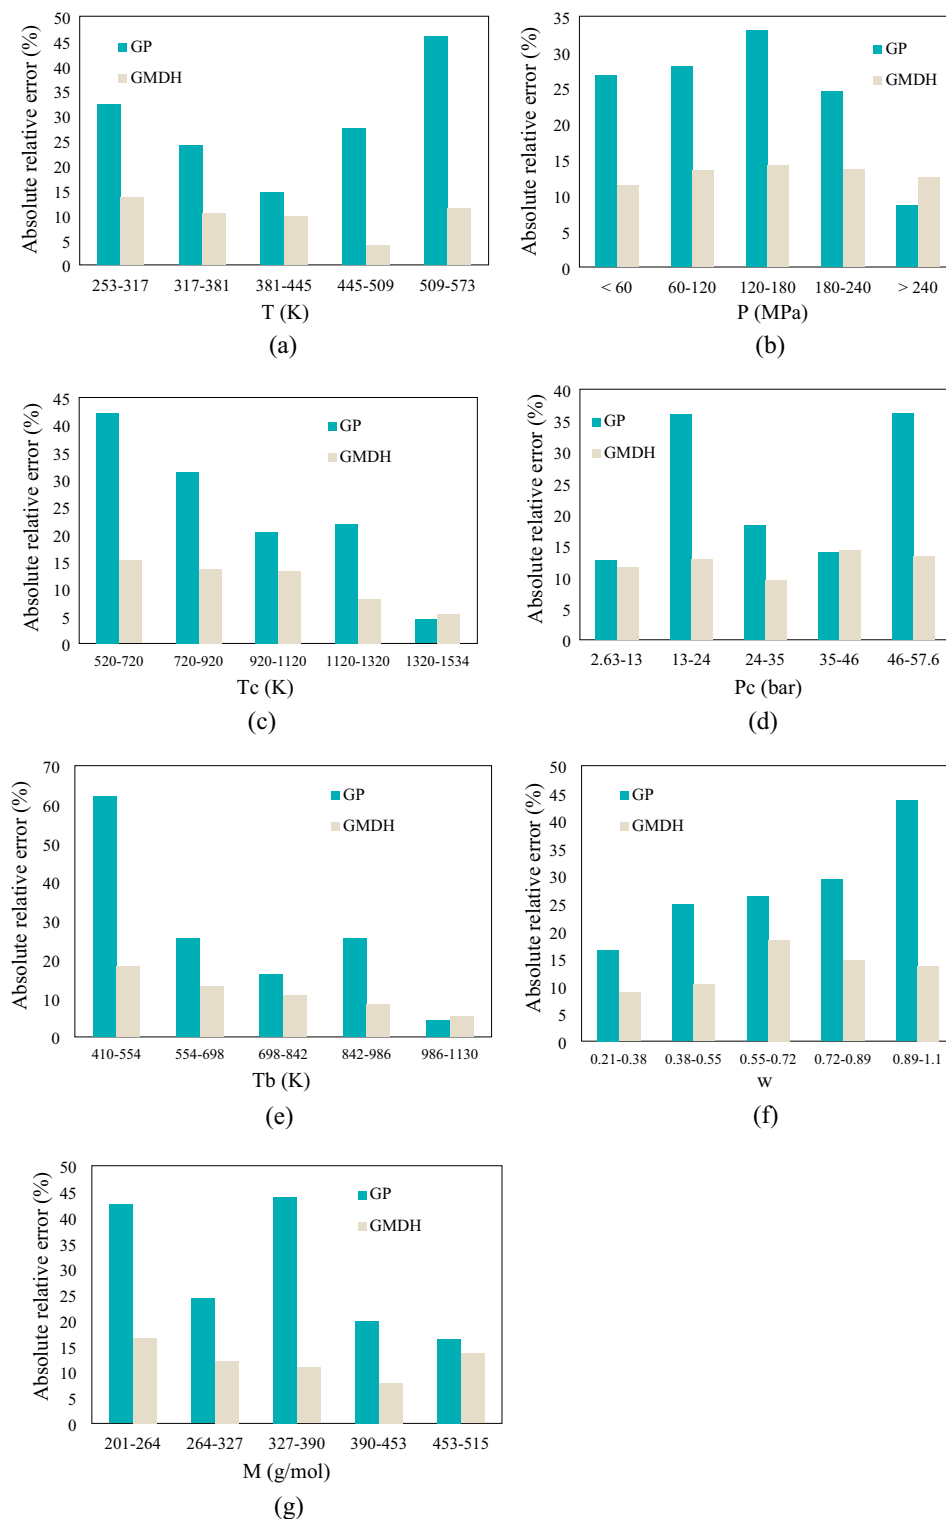 Absolute relative error (%)
50
45
40
35
30
25
20
15
10
5
0
GP
GMDH
253-317 317-381 381-445 445-509 509-573
T (K)
(a)
Absolute relative error (%)
35
30
25
20
15
10
5
0
GP
GMDH
< 60 60-120 120-180 180-240 > 240
P (MPa)
(b)
Absolute relative error (%)
45
40
35
30
25
20
15
10
5
0
GP
GMDH
520-720 720-920 920-1120 1120-1320 1320-1534
Tc (K)
(c)
Absolute relative error (%)
40
35
30
25
20
15
10
5
0
GP
GMDH
2.63-13 13-24 24-35 35-46 46-57.6
Pc (bar)
(d)
Absolute relative error (%)
70
60
50
40
30
20
10
0
GP
GMDH
410-554 554-698 698-842 842-986 986-1130
Tb (K)
(e)
Absolute relative error (%)
50
45
40
35
30
25
20
15
10
5
0
GP
GMDH
0.21-0.38 0.38-0.55 0.55-0.72 0.72-0.89 0.89-1.1
w
(f)
Absolute relative error (%)
50
45
40
35
30
25
20
15
10
5
0
GP
GMDH
201-264 264-327 327-390 390-453 453-515
M (g/mol)
(g)